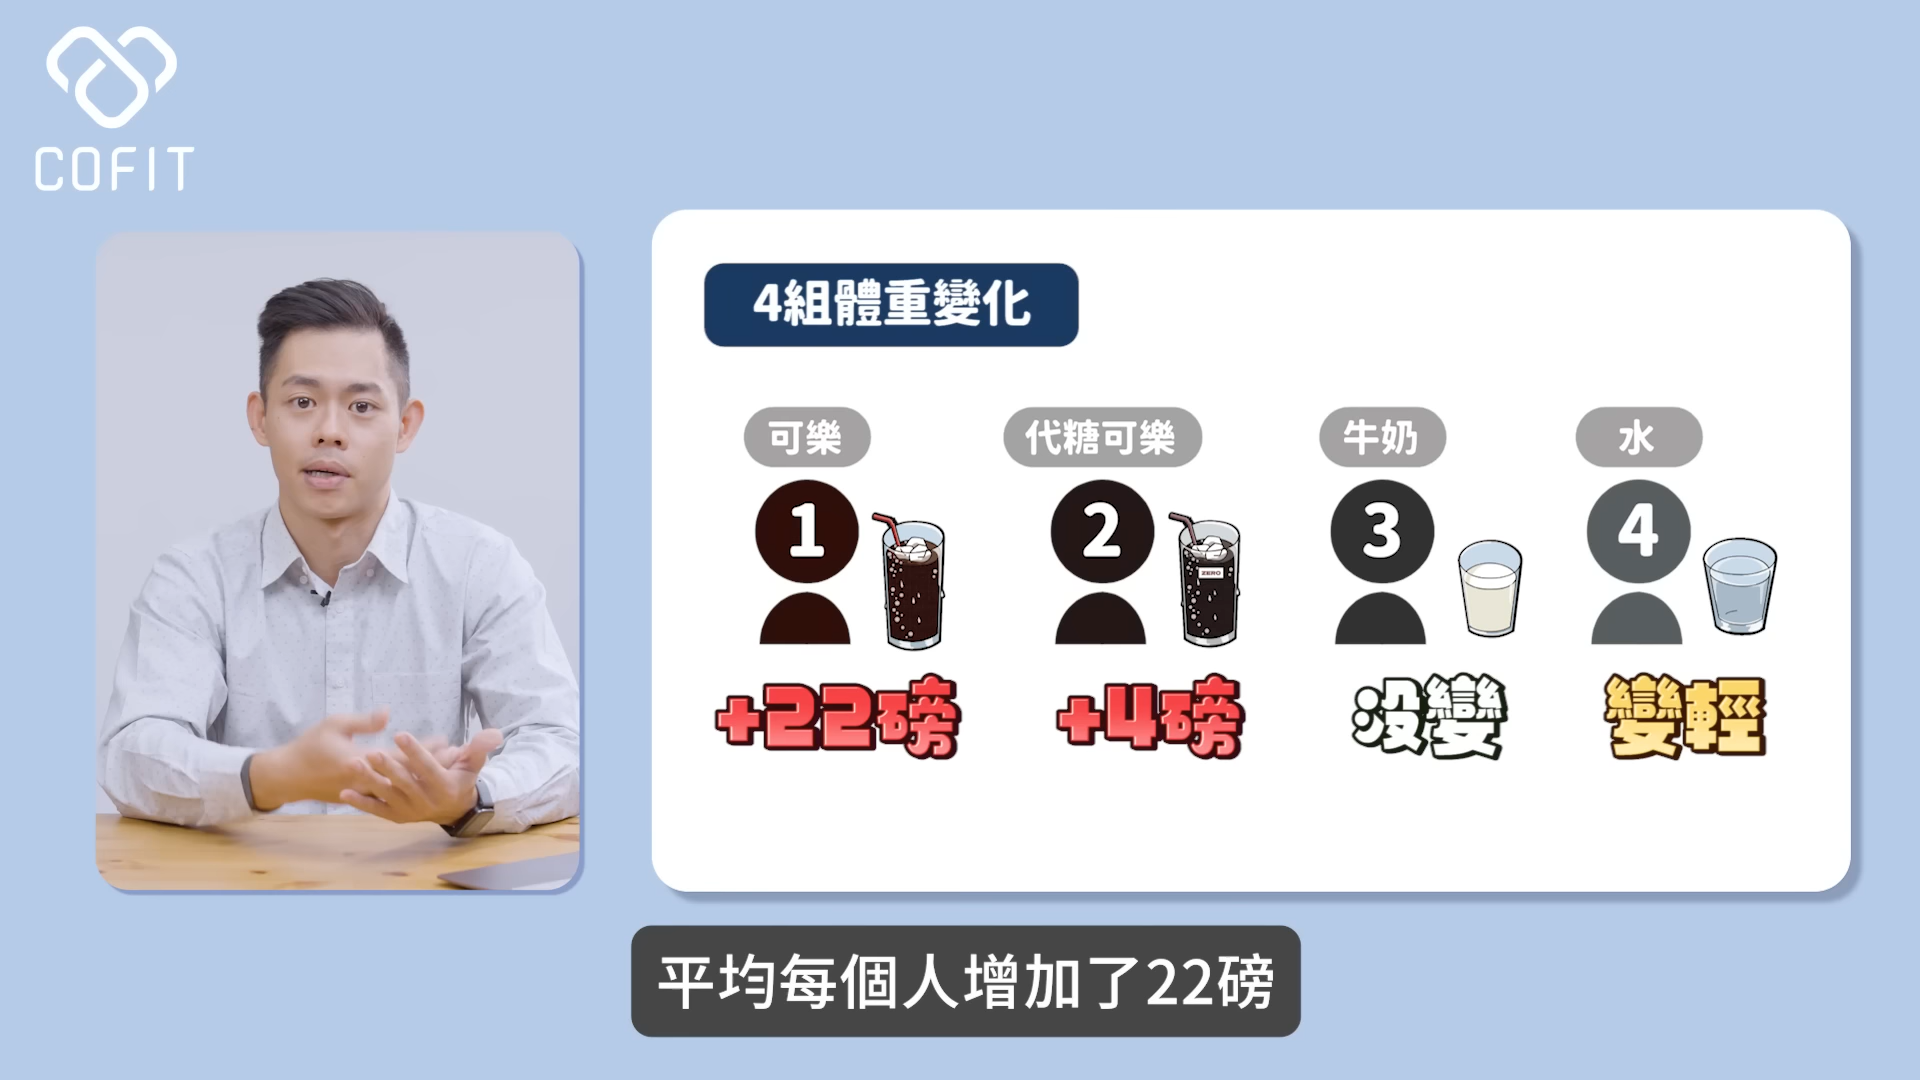 COFIT
4組體重變化
可樂
代糖可樂
牛奶
水
1
2
3
4
ZERO
+22磅
+4磅
沒變
變輕
平均每個人增加了22磅